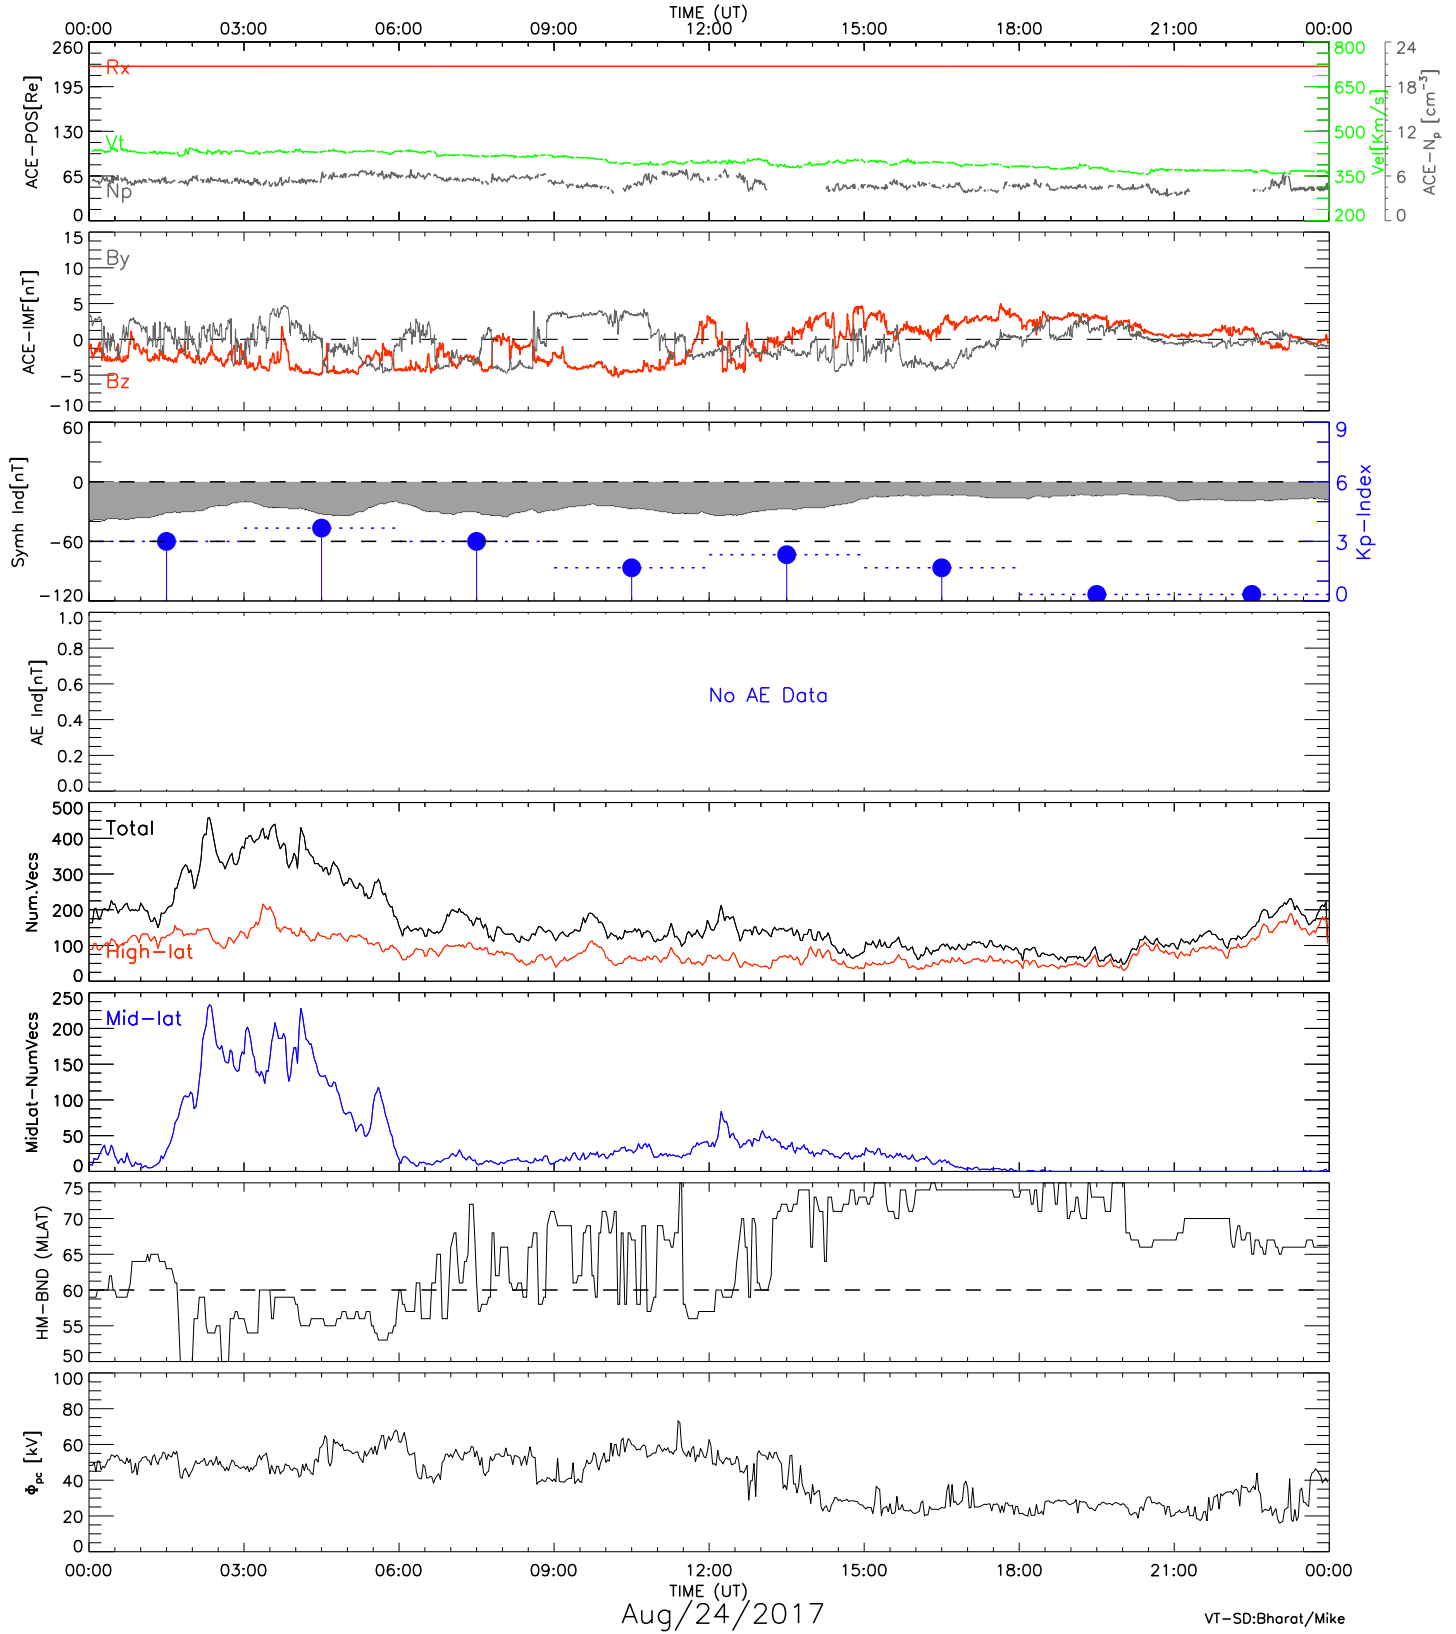 TIME (UT)
00:00 03:00 06:00 09:00 12:00 15:00 18:00 21:00 00:00
260 195 130 65 0
ACE-POS[Re]
Rx
Vt
Np
800 650 500 350 200
Vel[Km/s]
24 18 12 6 0
ACE-Np [cm⁻³]
15 10 5 0 -5 -10
ACE-IMF[nT]
By
Bz
60 0 -60 -120
Symh Ind[nT]
9 6 3 0
Kp-Index
1.0 0.8 0.6 0.4 0.2 0.0
AE Ind[nT]
No AE Data
500 400 300 200 100 0
Num.Vecs
Total
High-lat
250 200 150 100 50 0
MidLat-NumVecs
Mid-lat
75 70 65 60 55 50
HM-BND (MLAT)
100 80 60 40 20 0
Φpc [kV]
00:00 03:00 06:00 09:00 12:00 15:00 18:00 21:00 00:00
TIME (UT)
Aug/24/2017
VT-SD:Bharat/Mike